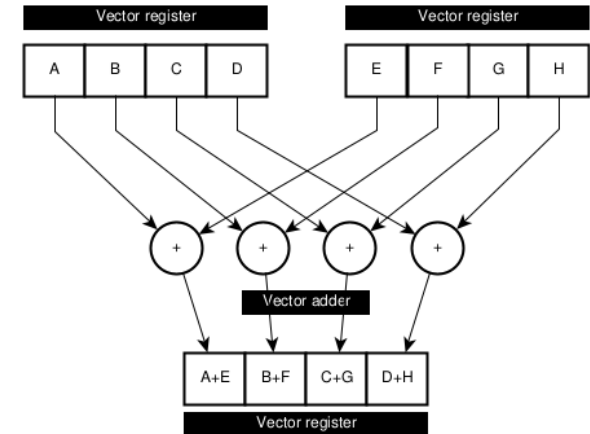 Vector register Vector register
A B C D E F G H
+ + + +
Vector adder
A+E B+F C+G D+H
Vector register